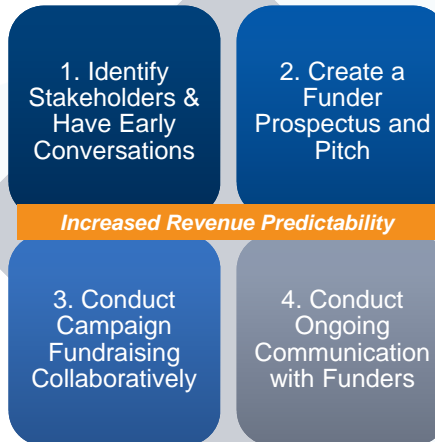 1. Identify
Stakeholders &
Have Early
Conversations
2. Create a
Funder
Prospectus and
Pitch
Increased Revenue Predictability
3. Conduct
Campaign
Fundraising
Collaboratively
4. Conduct
Ongoing
Communication
with Funders